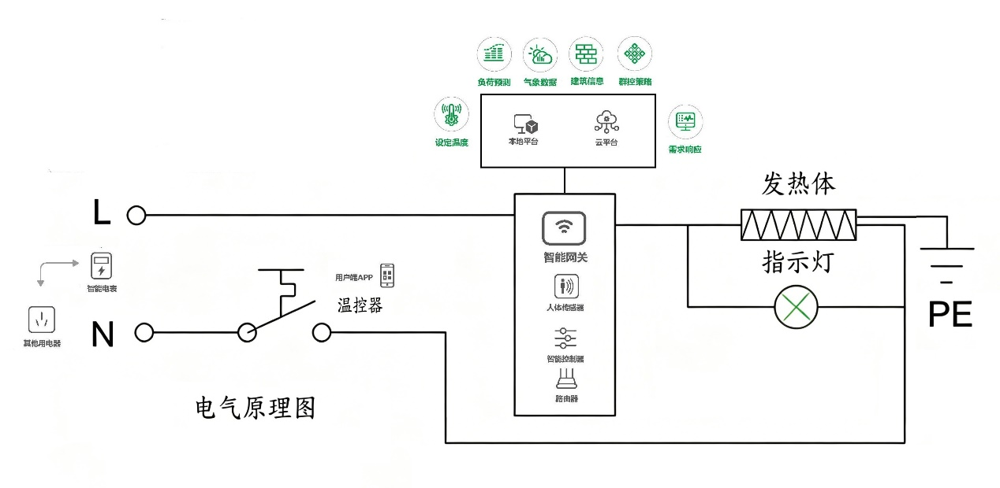 负荷预测
气象数据
建筑信息
群控策略
设定温度
本地平台
云平台
需求响应
发热体
L
智能网关
指示灯
用户端APP
智能电表
温控器
人体传感器
PE
N
其他用电器
智能控制器
路由器
电气原理图